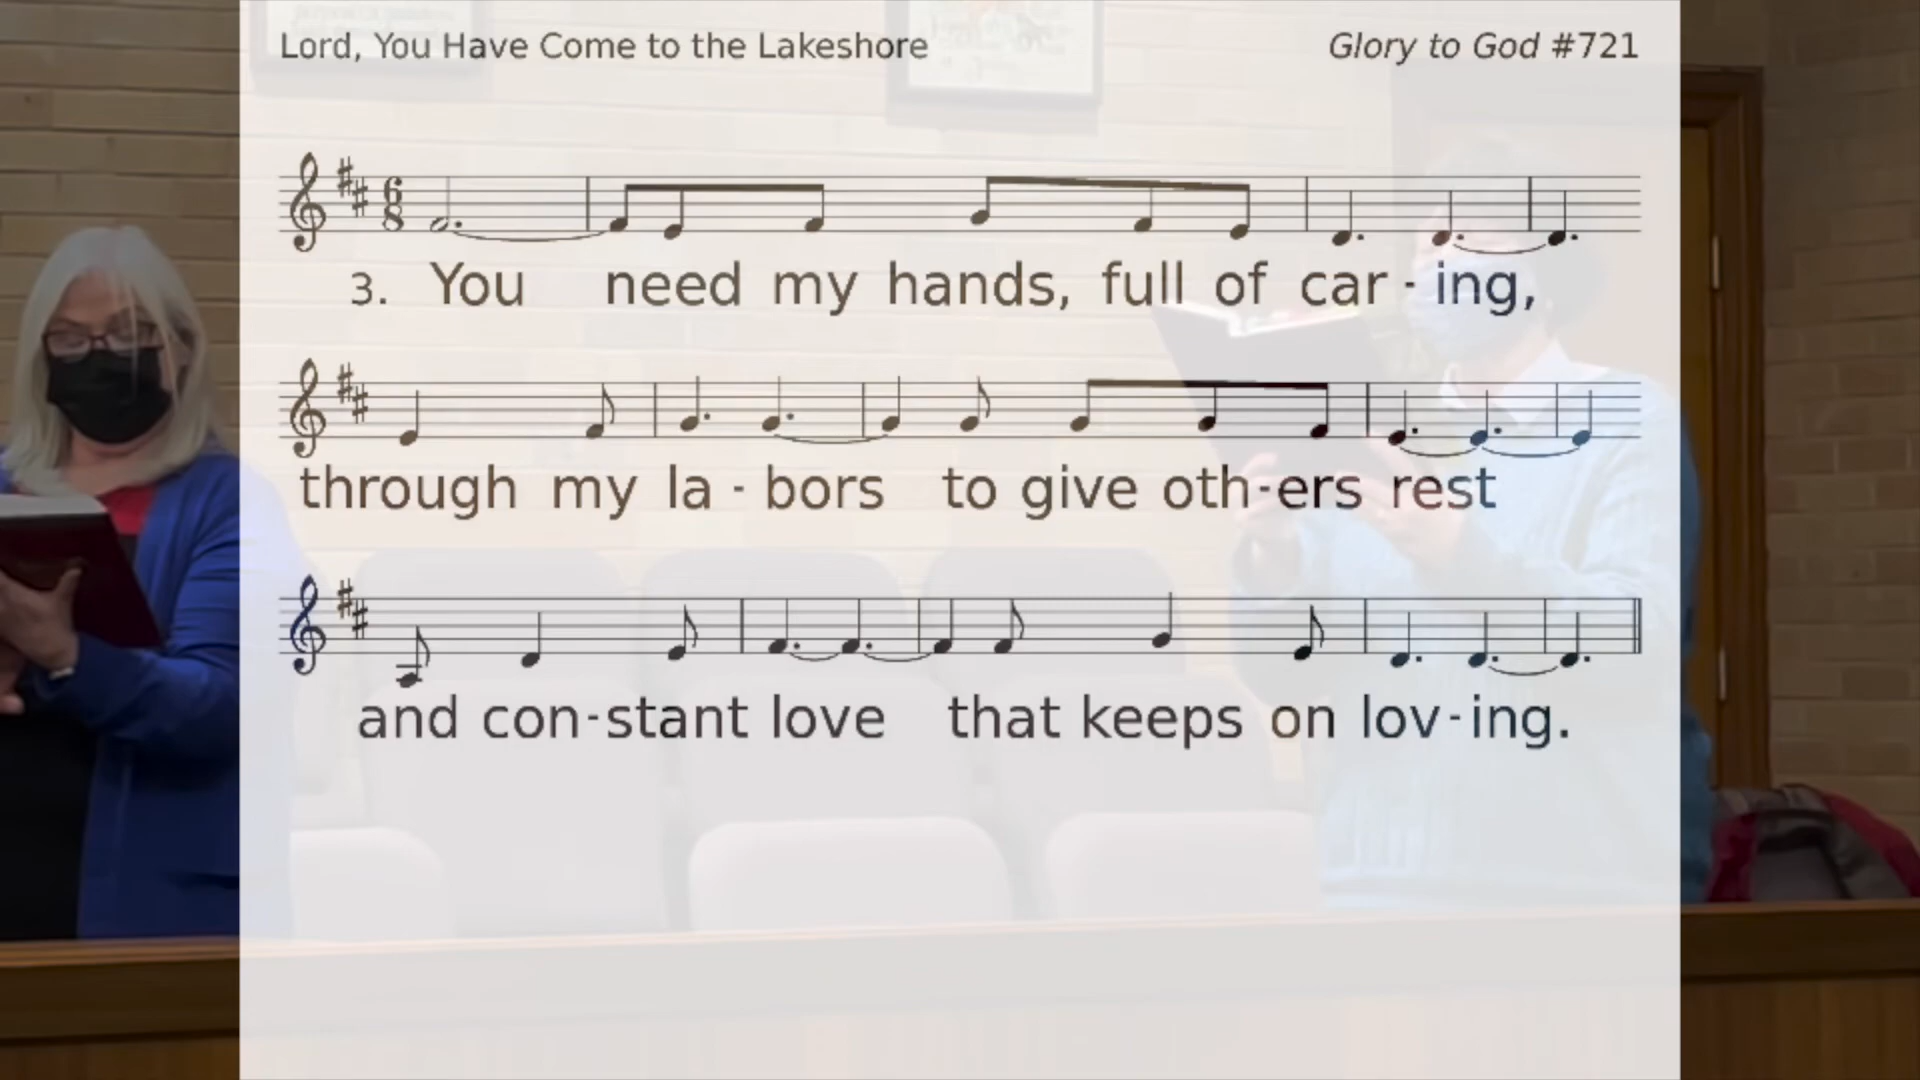 Lord, You Have Come to the Lakeshore
Glory to God #721
3. You need my hands, full of car - ing,
through my la - bors to give oth-ers rest
and con-stant love that keeps on lov-ing.